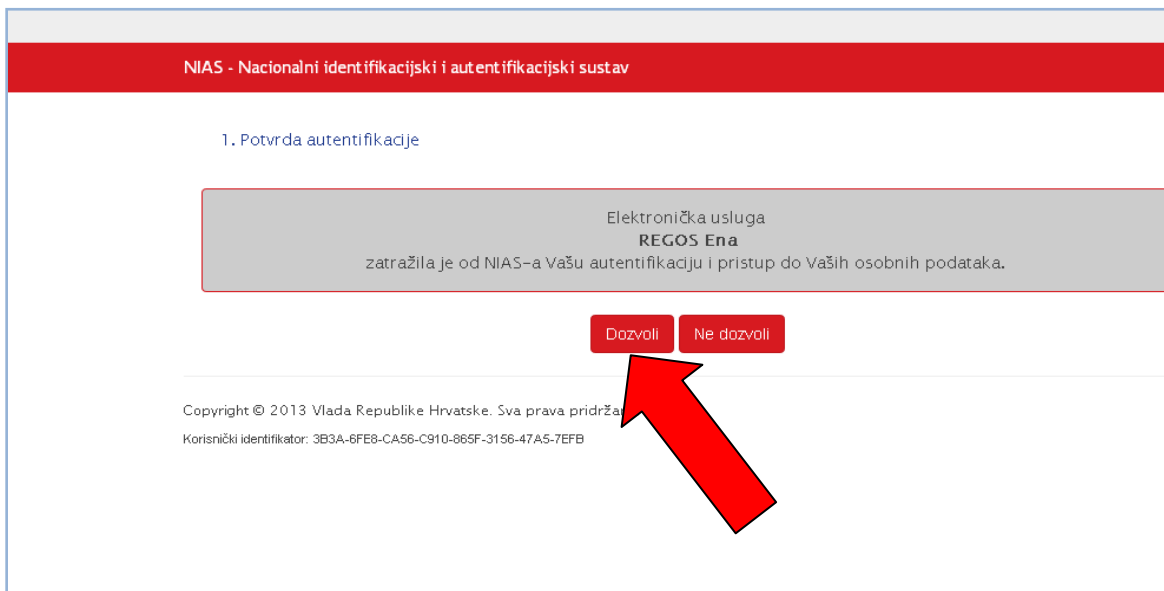 NIAS - Nacionalni identifikacijski i autentifikacijski sustav
1. Potvrda autentifikacije
Elektronička usluga
REGOS Ena
zatražila je od NIAS-a Vašu autentifikaciju i pristup do Vaših osobnih podataka.
Dozvoli Ne dozvoli
Copyright © 2013 Vlada Republike Hrvatske. Sva prava
Korisnički identifikator: 3B3A-6FE8-CA56-C910-865F-3156-47A5-7EFB